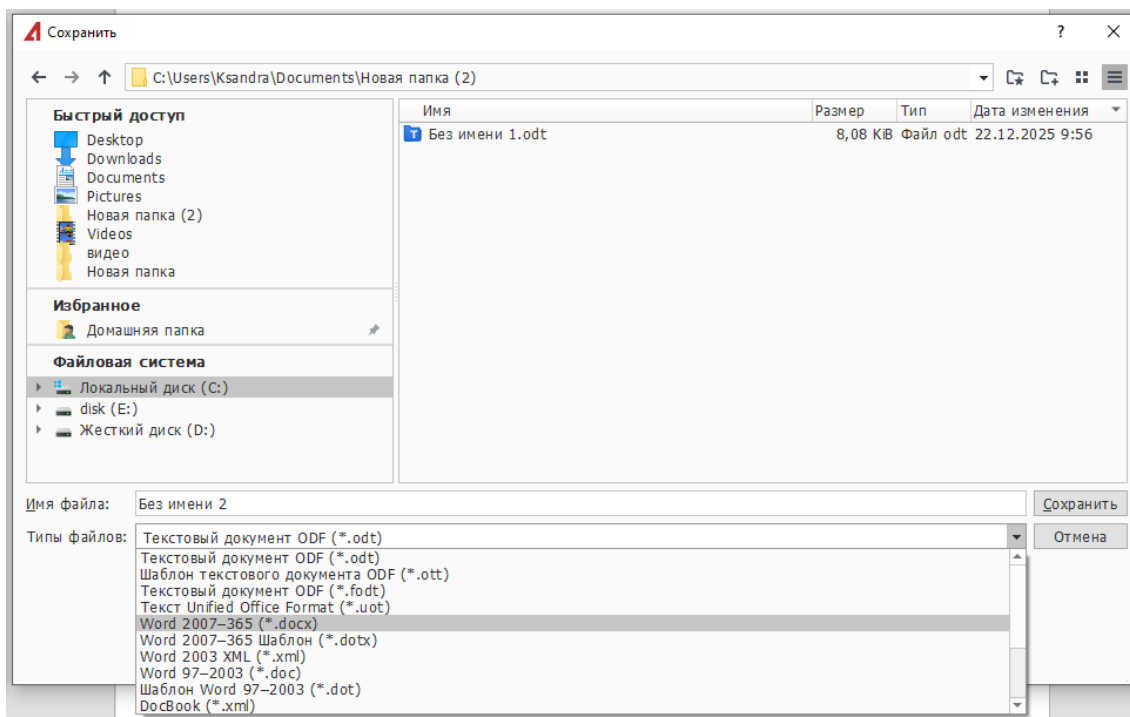 Сохранить
?
C:\Users\Ksandra\Documents\Новая папка (2)
Быстрый доступ
Desktop
Downloads
Documents
Pictures
Новая папка (2)
Videos
видео
Новая папка
Избранное
Домашняя папка
Файловая система
Локальный диск (C:)
disk (E:)
Жесткий диск (D:)
Имя Размер Тип Дата изменения
Без имени 1.odt 8,08 KiB Файл odt 22.12.2025 9:56
Имя файла: Без имени 2 Сохранить
Типы файлов: Текстовый документ ODF (*.odt) Отмена
Текстовый документ ODF (*.odt)
Шаблон текстового документа ODF (*.ott)
Текстовый документ ODF (*.fodt)
Текст Unified Office Format (*.uot)
Word 2007–365 (*.docx)
Word 2007–365 Шаблон (*.dotx)
Word 2003 XML (*.xml)
Word 97–2003 (*.doc)
Шаблон Word 97–2003 (*.dot)
DocBook (*.xml)